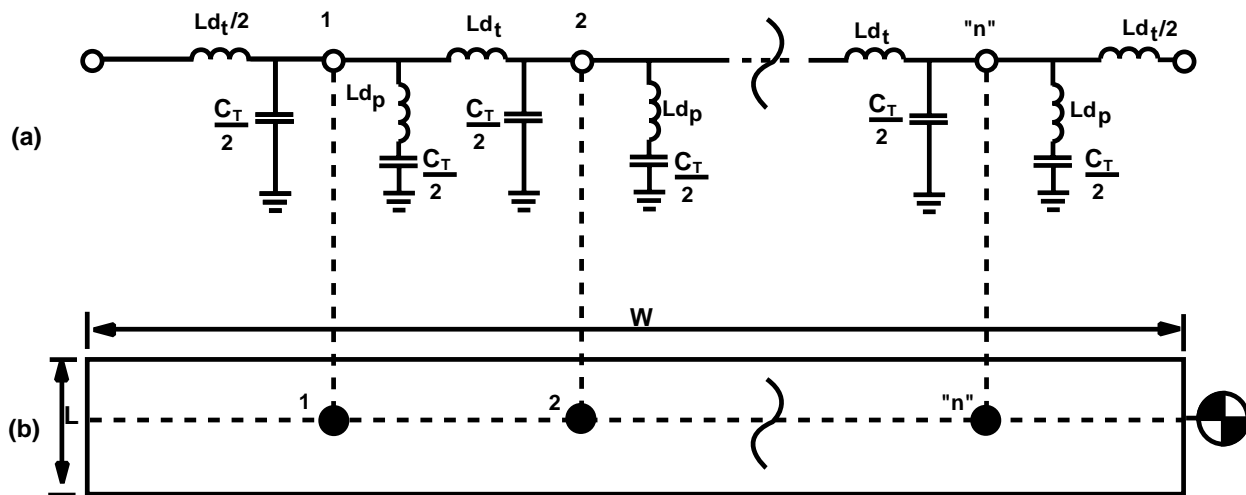 Ld_t/2 1 Ld_t 2 Ld_t "n" Ld_t/2
C_T/2 Ld_p C_T/2 C_T/2 Ld_p C_T/2 C_T/2 Ld_p C_T/2
(a)
W
(b) L 1 2 "n"